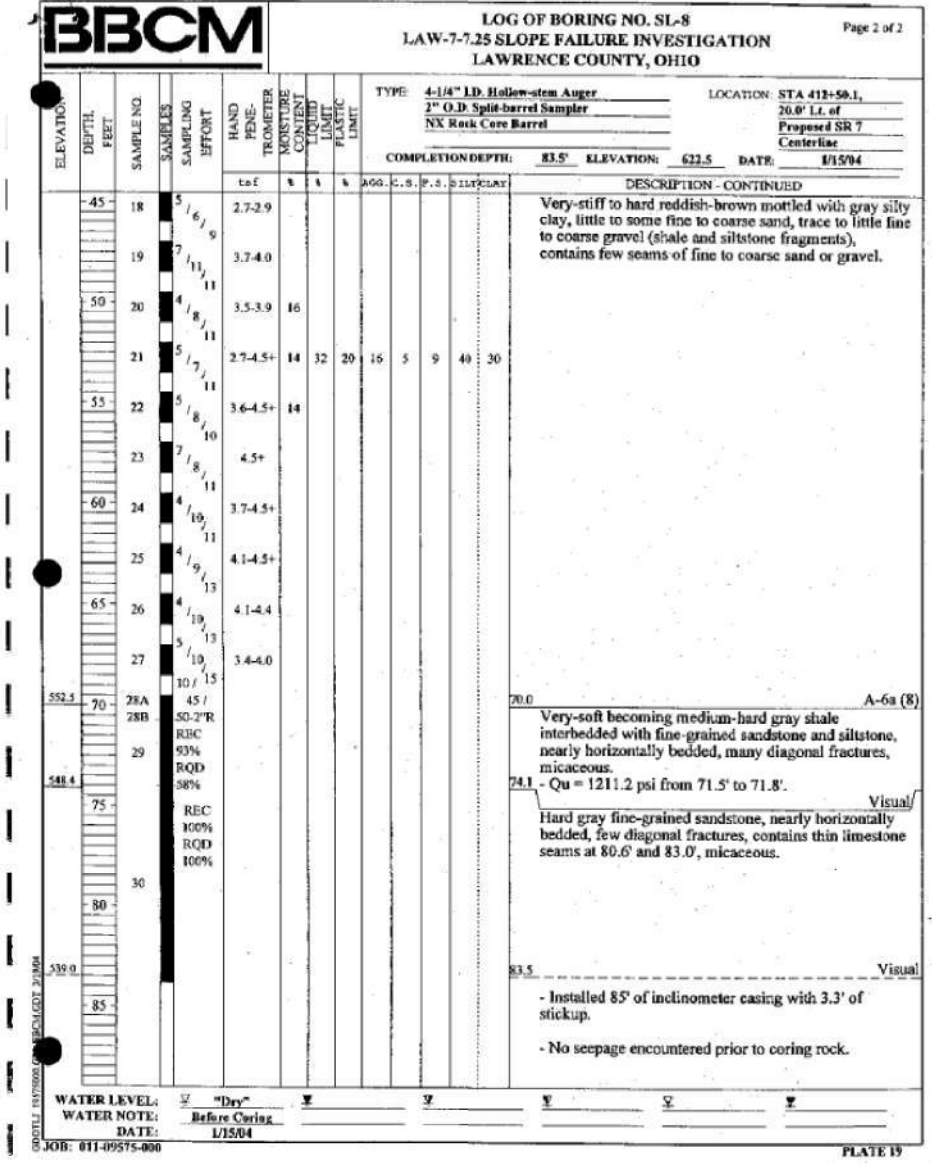 BBCM
LOG OF BORING NO. SL-8
LAW-7-7.25 SLOPE FAILURE INVESTIGATION
LAWRENCE COUNTY, OHIO
Page 2 of 2
ELEVATION
DEPTH, FEET
SAMPLE NO.
SAMPLES
SAMPLING EFFORT
HAND PENE- TROMETER
MOISTURE CONTENT
LIQUID LIMIT
PLASTIC LIMIT
TYPE: 4-1/4" I.D. Hollow-stem Auger
2" O.D. Split-barrel Sampler
NX Rock Core Barrel
LOCATION: STA 412+50.1,
20.0' Lt. of
Proposed SR 7
Centerline
COMPLETION DEPTH: 83.5' ELEVATION: 622.5 DATE: 1/15/04
tsf % % % AGG. C.S. F.S. SILT CLAY
DESCRIPTION - CONTINUED
45 18 5/6/9 2.7-2.9
19 7/11/11 3.7-4.0
50 20 4/8/11 3.5-3.9 16
21 5/7/11 2.7-4.5+ 14 32 20 16 5 9 40 30
55 22 5/8/10 3.6-4.5+ 14
23 7/8/11 4.5+
60 24 4/10/11 3.7-4.5+
25 4/9/13 4.1-4.5+
65 26 4/10/13 4.1-4.4
27 5/10/15 3.4-4.0
10/
552.5 70 28A 45/
28B 50-2"R
REC
29 93%
RQD
548.4 58%
75
REC
100%
RQD
100%
30
80
539.0
85
Very-stiff to hard reddish-brown mottled with gray silty
clay, little to some fine to coarse sand, trace to little fine
to coarse gravel (shale and siltstone fragments),
contains few seams of fine to coarse sand or gravel.
70.0 A-6a (8)
Very-soft becoming medium-hard gray shale
interbedded with fine-grained sandstone and siltstone,
nearly horizontally bedded, many diagonal fractures,
micaceous.
74.1 - Qu = 1211.2 psi from 71.5' to 71.8'.
Visual
Hard gray fine-grained sandstone, nearly horizontally
bedded, few diagonal fractures, contains thin limestone
seams at 80.6' and 83.0', micaceous.
83.5 Visual
- Installed 85' of inclinometer casing with 3.3' of
stickup.
- No seepage encountered prior to coring rock.
WATER LEVEL: "Dry"
WATER NOTE: Before Coring
DATE: 1/15/04
JOB: 011-09575-000
PLATE 19